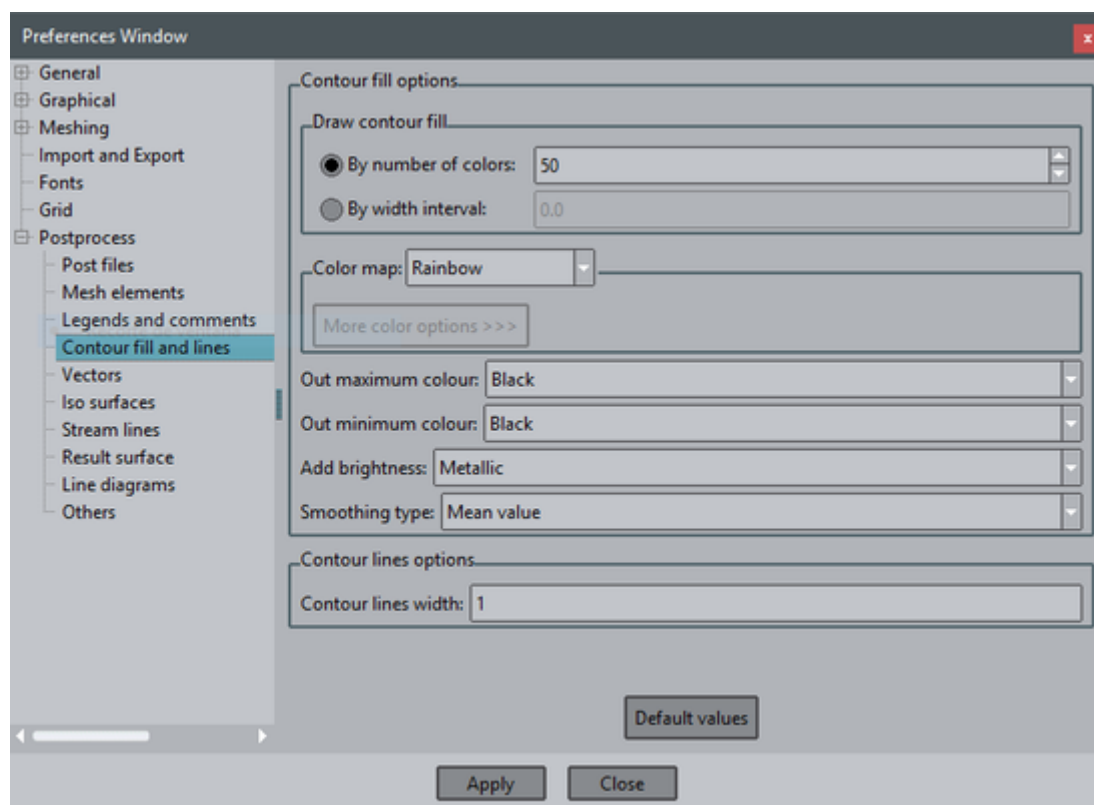 Preferences Window
x
General
Graphical
Meshing
Import and Export
Fonts
Grid
Postprocess
Post files
Mesh elements
Legends and comments
Contour fill and lines
Vectors
Iso surfaces
Stream lines
Result surface
Line diagrams
Others
Contour fill options
Draw contour fill
By number of colors: 50
By width interval: 0.0
Color map: Rainbow
More color options >>>
Out maximum colour: Black
Out minimum colour: Black
Add brightness: Metallic
Smoothing type: Mean value
Contour lines options
Contour lines width: 1
Default values
Apply Close